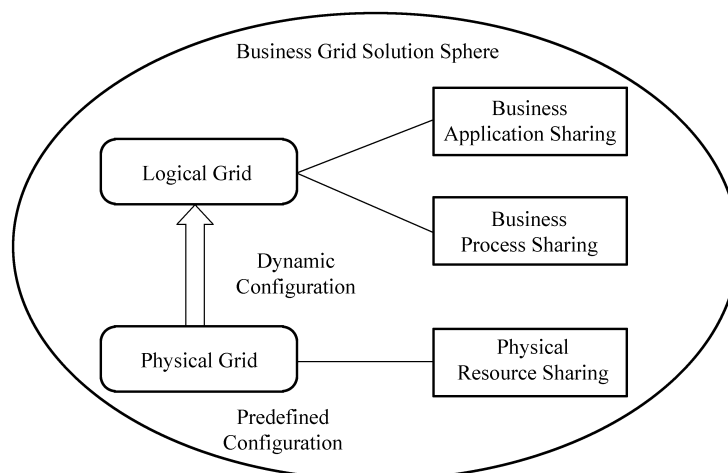 Business Grid Solution Sphere
Business
Application Sharing
Logical Grid
Business
Process Sharing
Dynamic
Configuration
Physical Grid
Physical
Resource Sharing
Predefined
Configuration